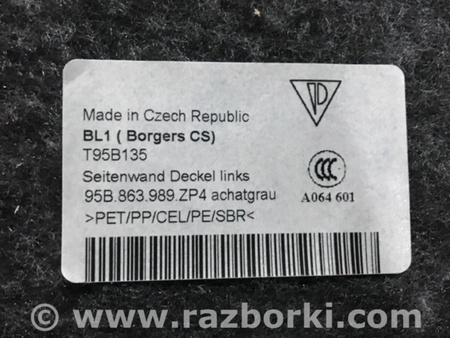 Made in Czech Republic
BL1 ( Borgers CS)
T95B135
Seitenwand Deckel links
95B.863.989.ZP4 achatgrau
>PET/PP/CEL/PE/SBR<
A064 601
© www.razborki.com